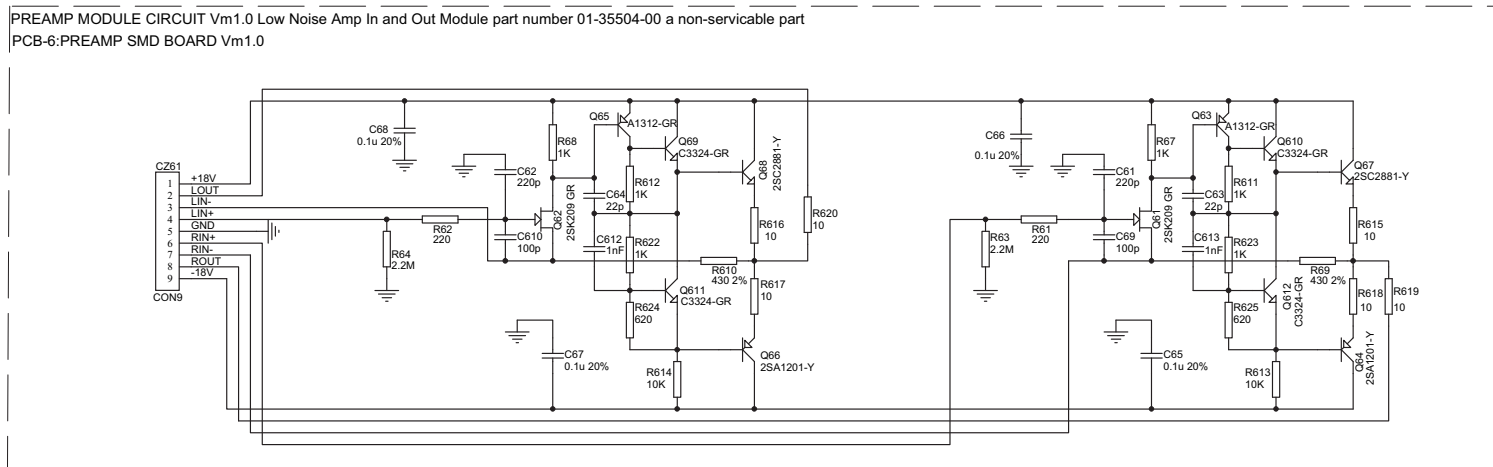 PREAMP MODULE CIRCUIT Vm1.0 Low Noise Amp In and Out Module part number 01-35504-00 a non-servicable part
PCB-6:PREAMP SMD BOARD Vm1.0
CZ61
1 +18V
2 LOUT
3 LIN-
4 LIN+
5 GND
6 RIN+
7 RIN-
8 ROUT
9 -18V
CON9
C68
0.1u 20%
R64
2.2M
R62
220
C62
220p
C610
100p
R68
1K
Q62
2SK209 GR
Q65
A1312-GR
C64
22p
C612
1nF
R612
1K
R622
1K
R624
620
Q69
C3324-GR
Q611
C3324-GR
Q68
2SC2881-Y
R616
10
R610
430 2%
R617
10
R620
10
Q66
2SA1201-Y
R614
10K
C67
0.1u 20%
C66
0.1u 20%
R63
2.2M
R61
220
C61
220p
C69
100p
R67
1K
Q61
2SK209 GR
Q63
A1312-GR
C63
22p
C613
1nF
R611
1K
R623
1K
R625
620
Q610
C3324-GR
Q612
C3324-GR
Q67
2SC2881-Y
R615
10
R69
430 2%
R618
10
R619
10
Q64
2SA1201-Y
R613
10K
C65
0.1u 20%